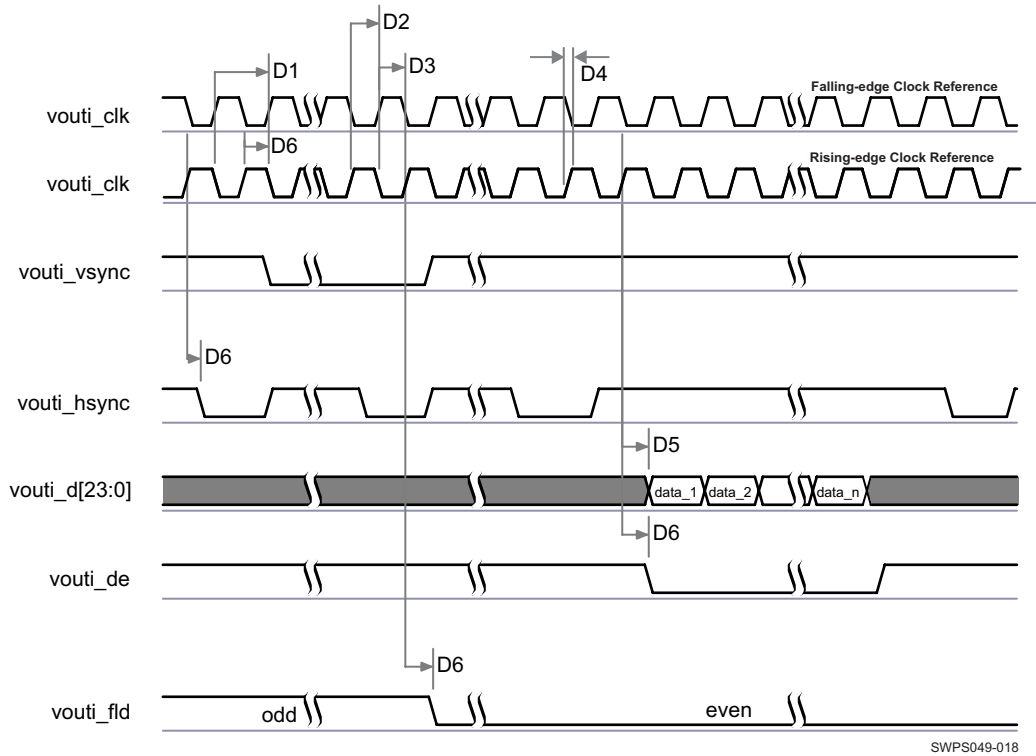 D2
D1
D3
D4
Falling-edge Clock Reference
vouti_clk
D6
Rising-edge Clock Reference
vouti_clk
vouti_vsync
D6
vouti_hsync
D5
vouti_d[23:0]
data_1 data_2 data_n
D6
vouti_de
D6
vouti_fld
odd
even
SWPS049-018